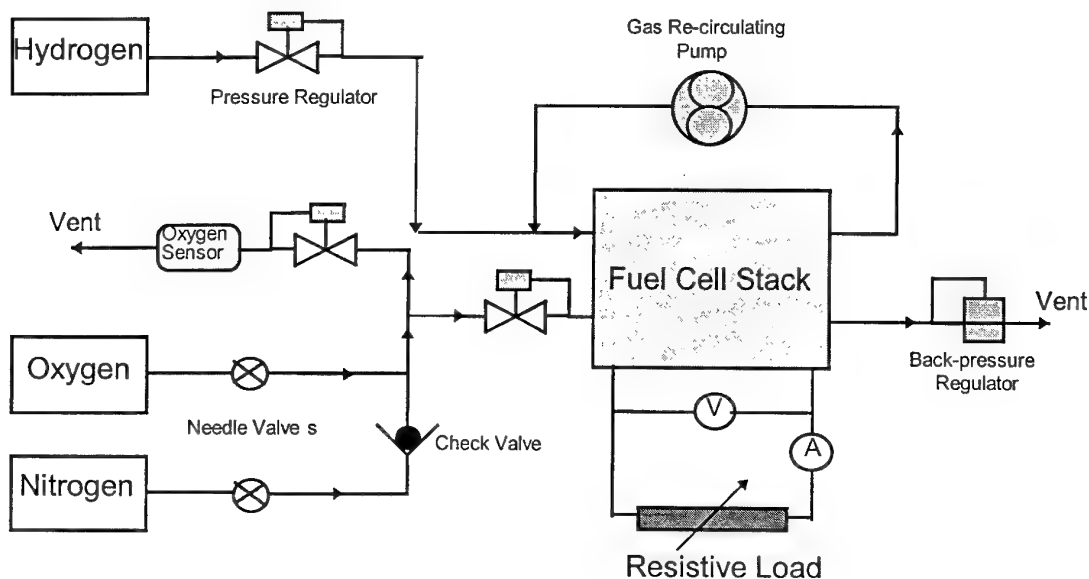 Hydrogen
Pressure Regulator
Gas Re-circulating
Pump
Vent
Oxygen
Sensor
Fuel Cell Stack
Vent
Back-pressure
Regulator
Oxygen
Needle Valve s
Check Valve
Nitrogen
V
A
Resistive Load